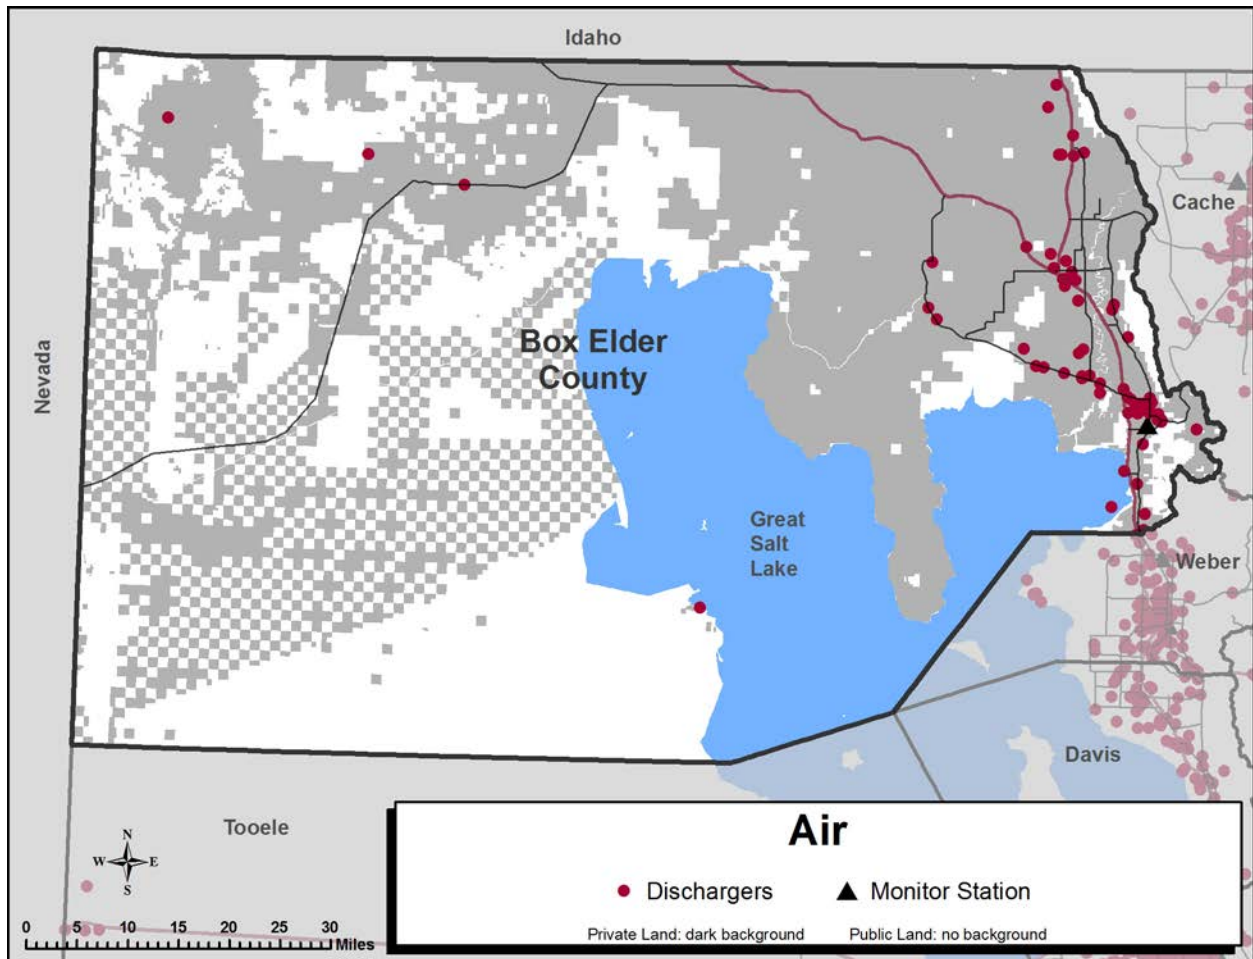 Idaho
Cache
Nevada
Box Elder
County
Great
Salt
Lake
Weber
Davis
Tooele
N
W E
S
0 5 10 15 20 25 30
Miles
Air
Dischargers Monitor Station
Private Land: dark background Public Land: no background